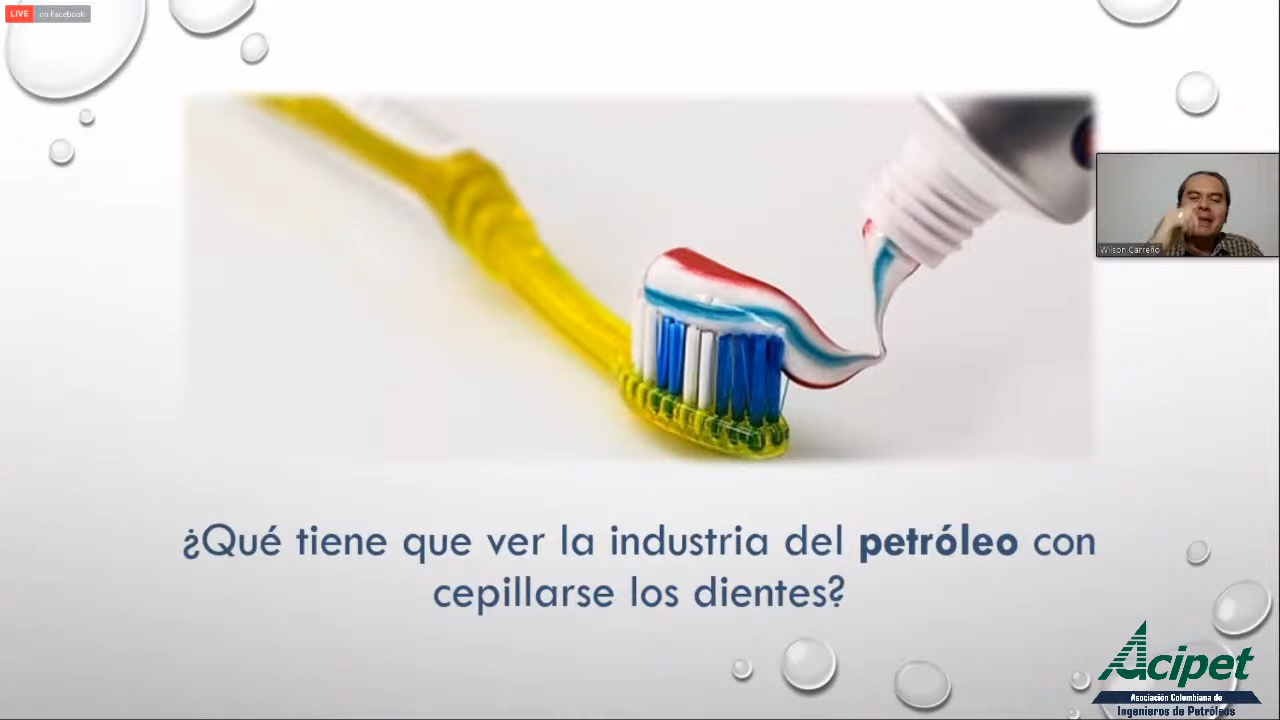 LIVE on Facebook
Wilson Carreño
¿Qué tiene que ver la industria del petróleo con
cepillarse los dientes?
Acipet
Asociación Colombiana de
Ingenieros de Petróleos